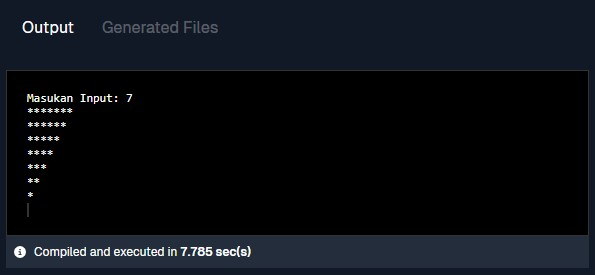 Output Generated Files
Masukan Input: 7
*******
******
*****
****
***
**
*
Compiled and executed in 7.785 sec(s)